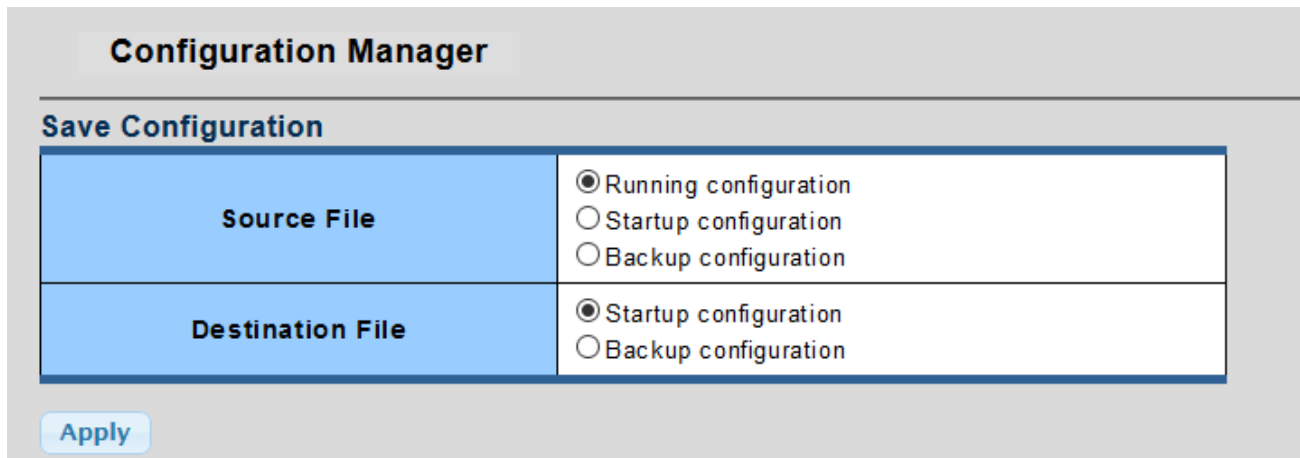 Configuration Manager
Save Configuration
Source File
Running configuration
Startup configuration
Backup configuration
Destination File
Startup configuration
Backup configuration
Apply